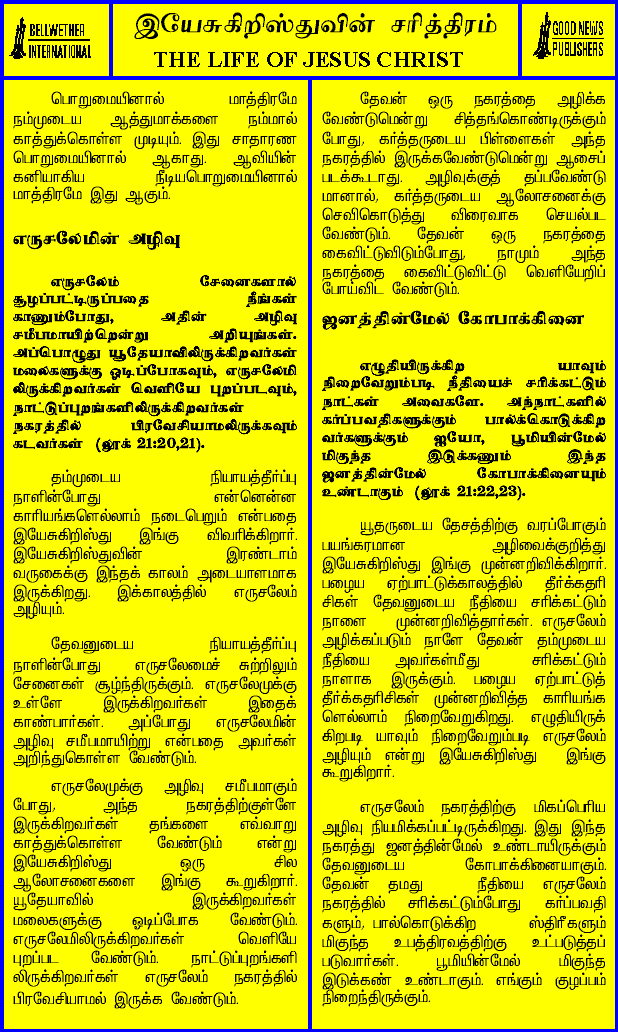 BELLWETHER
INTERNATIONAL
இயேசுகிறிஸ்துவின் சரித்திரம்
THE LIFE OF JESUS CHRIST
GOOD NEWS
PUBLISHERS
பொறுமையினால் மாத்திரமே
நம்முடைய ஆத்துமாக்களை நம்மால்
காத்துக்கொள்ள முடியும். இது சாதாரண
பொறுமையினால் ஆகாது. ஆவியின்
கனியாகிய நீடியபொறுமையினால்
மாத்திரமே இது ஆகும்.
எருசலேமின் அழிவு
எருசலேம் சேனைகளால்
சூழப்பட்டிருப்பதை நீங்கள்
காணும்போது, அதின் அழிவு
சமீபமாயிற்றென்று அறியுங்கள்.
அப்பொழுது யூதேயாவிலிருக்கிறவர்கள்
மலைகளுக்கு ஓடிப்போகவும், எருசலேமி
லிருக்கிறவர்கள் வெளியே புறப்படவும்,
நாட்டுப்புறங்களிலிருக்கிறவர்கள்
நகரத்தில் பிரவேசியாமலிருக்கவும்
கடவர்கள் (லூக் 21:20,21).
தம்முடைய நியாயத்தீர்ப்பு
நாளின்போது என்னென்ன
காரியங்களெல்லாம் நடைபெறும் என்பதை
இயேசுகிறிஸ்து இங்கு விவரிக்கிறார்.
இயேசுகிறிஸ்துவின் இரண்டாம்
வருகைக்கு இந்தக் காலம் அடையாளமாக
இருக்கிறது. இக்காலத்தில் எருசலேம்
அழியும்.
தேவனுடைய நியாயத்தீர்ப்பு
நாளின்போது எருசலேமைச் சுற்றிலும்
சேனைகள் சூழ்ந்திருக்கும். எருசலேமுக்கு
உள்ளே இருக்கிறவர்கள் இதைக்
காண்பார்கள். அப்போது எருசலேமின்
அழிவு சமீபமாயிற்று என்பதை அவர்கள்
அறிந்துகொள்ள வேண்டும்.
எருசலேமுக்கு அழிவு சமீபமாகும்
போது, அந்த நகரத்திற்குள்ளே
இருக்கிறவர்கள் தங்களை எவ்வாறு
காத்துக்கொள்ள வேண்டும் என்று
இயேசுகிறிஸ்து ஒரு சில
ஆலோசனைகளை இங்கு கூறுகிறார்.
யூதேயாவில் இருக்கிறவர்கள்
மலைகளுக்கு ஓடிப்போக வேண்டும்.
எருசலேமிலிருக்கிறவர்கள் வெளியே
புறப்பட வேண்டும். நாட்டுப்புறங்களி
லிருக்கிறவர்கள் எருசலேம் நகரத்தில்
பிரவேசியாமல் இருக்க வேண்டும்.
தேவன் ஒரு நகரத்தை அழிக்க
வேண்டுமென்று சித்தங்கொண்டிருக்கும்
போது, கர்த்தருடைய பிள்ளைகள் அந்த
நகரத்தில் இருக்கவேண்டுமென்று ஆசைப்
படக்கூடாது. அழிவுக்குத் தப்பவேண்டு
மானால், கர்த்தருடைய ஆலோசனைக்கு
செவிகொடுத்து விரைவாக செயல்பட
வேண்டும். தேவன் ஒரு நகரத்தை
கைவிட்டுவிடும்போது, நாமும் அந்த
நகரத்தை கைவிட்டுவிட்டு வெளியேறிப்
போய்விட வேண்டும்.
ஜனத்தின்மேல் கோபாக்கினை
எழுதியிருக்கிற யாவும்
நிறைவேறும்படி நீதியைச் சரிக்கட்டும்
நாட்கள் அவைகளே. அந்நாட்களில்
கர்ப்பவதிகளுக்கும் பால்க்கொடுக்கிற
வர்களுக்கும் ஐயோ, பூமியின்மேல்
மிகுந்த இடுக்கணும் இந்த
ஜனத்தின்மேல் கோபாக்கினையும்
உண்டாகும் (லூக் 21:22,23).
யூதருடைய தேசத்திற்கு வரப்போகும்
பயங்கரமான அழிவைக்குறித்து
இயேசுகிறிஸ்து இங்கு முன்னறிவிக்கிறார்.
பழைய ஏற்பாட்டுக்காலத்தில் தீர்க்கதரி
சிகள் தேவனுடைய நீதியை சரிக்கட்டும்
நாளை முன்னறிவித்தார்கள். எருசலேம்
அழிக்கப்படும் நாளே தேவன் தம்முடைய
நீதியை அவர்கள்மீது சரிக்கட்டும்
நாளாக இருக்கும். பழைய ஏற்பாட்டுத்
தீர்க்கதரிசிகள் முன்னறிவித்த காரியங்க
ளெல்லாம் நிறைவேறுகிறது. எழுதியிருக்
கிறபடி யாவும் நிறைவேறும்படி எருசலேம்
அழியும் என்று இயேசுகிறிஸ்து இங்கு
கூறுகிறார்.
எருசலேம் நகரத்திற்கு மிகப்பெரிய
அழிவு நியமிக்கப்பட்டிருக்கிறது. இது இந்த
நகரத்து ஜனத்தின்மேல் உண்டாயிருக்கும்
தேவனுடைய கோபாக்கினையாகும்.
தேவன் தமது நீதியை எருசலேம்
நகரத்தில் சரிக்கட்டும்போது கர்ப்பவதி
களும், பால்கொடுக்கிற ஸ்திரீகளும்
மிகுந்த உபத்திரவத்திற்கு உட்படுத்தப்
படுவார்கள். பூமியின்மேல் மிகுந்த
இடுக்கண் உண்டாகும். எங்கும் குழப்பம்
நிறைந்திருக்கும்.